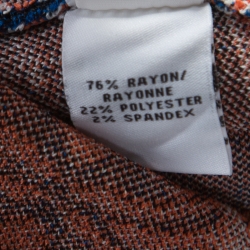 76% RAYON/
RAYONNE
22% POLYESTER
2% SPANDEX